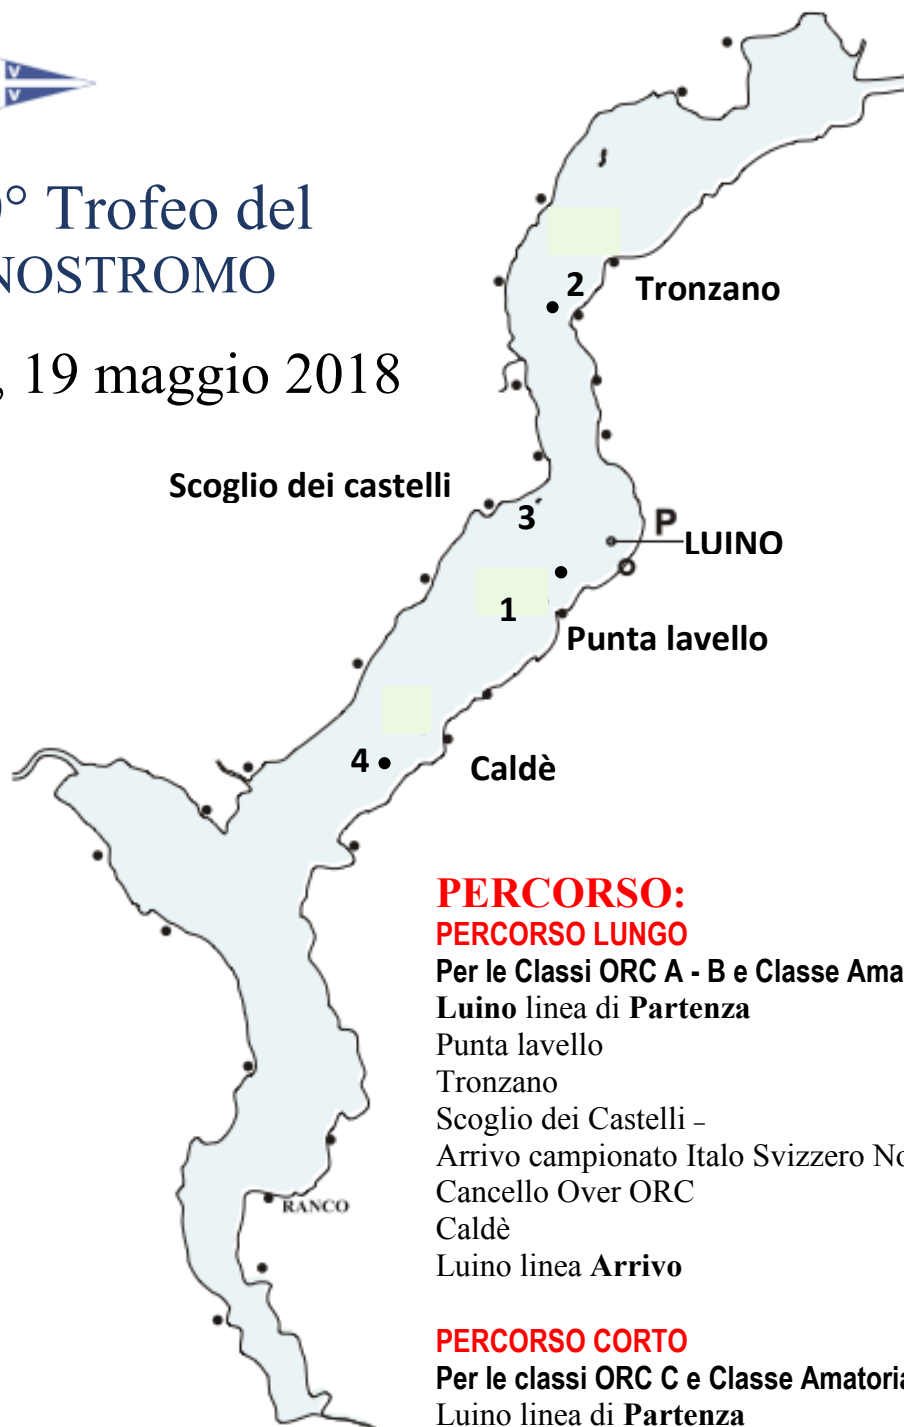 V
V
° Trofeo del
NOSTROMO
, 19 maggio 2018
2
Tronzano
Scoglio dei castelli
3
P
LUINO
1
Punta lavello
4
Caldè
RANCO
PERCORSO:
PERCORSO LUNGO
Per le Classi ORC A - B e Classe Ama
Luino linea di Partenza
Punta lavello
Tronzano
Scoglio dei Castelli –
Arrivo campionato Italo Svizzero No
Cancello Over ORC
Caldè
Luino linea Arrivo
PERCORSO CORTO
Per le classi ORC C e Classe Amatoria
Luino linea di Partenza